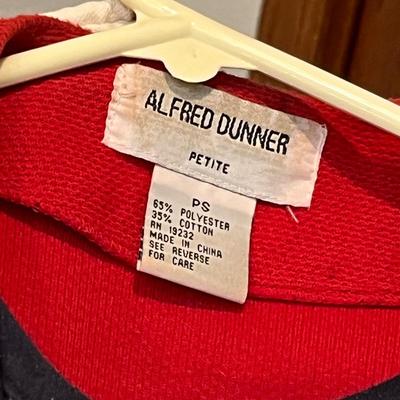 ALFRED DUNNER
PETITE
PS
65% POLYESTER
35% COTTON
RN 19232
MADE IN CHINA
SEE REVERSE
FOR CARE